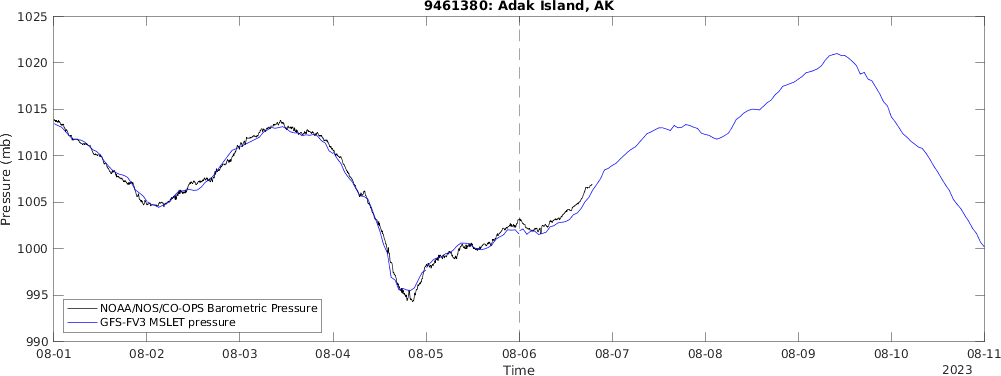 9461380: Adak Island, AK
Pressure (mb)
1025
1020
1015
1010
1005
1000
995
990
NOAA/NOS/CO-OPS Barometric Pressure
GFS-FV3 MSLET pressure
08-01 08-02 08-03 08-04 08-05 08-06 08-07 08-08 08-09 08-10 08-11
Time
2023